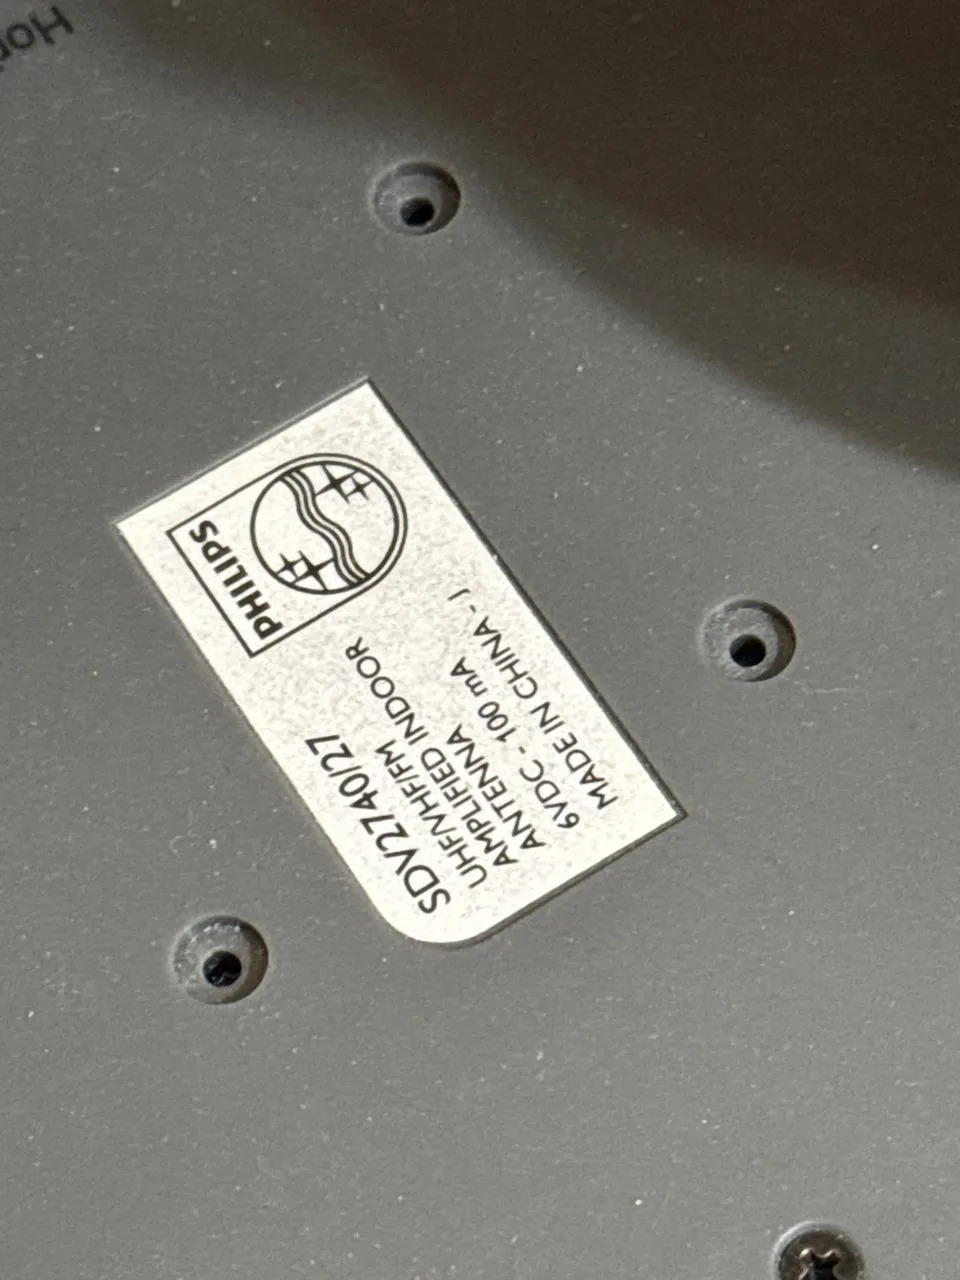 PHILIPS
SDV2740/27
UHF/VHF/FM
AMPLIFIED INDOOR
ANTENNA
6VDC - 100 mA
MADE IN CHINA - J